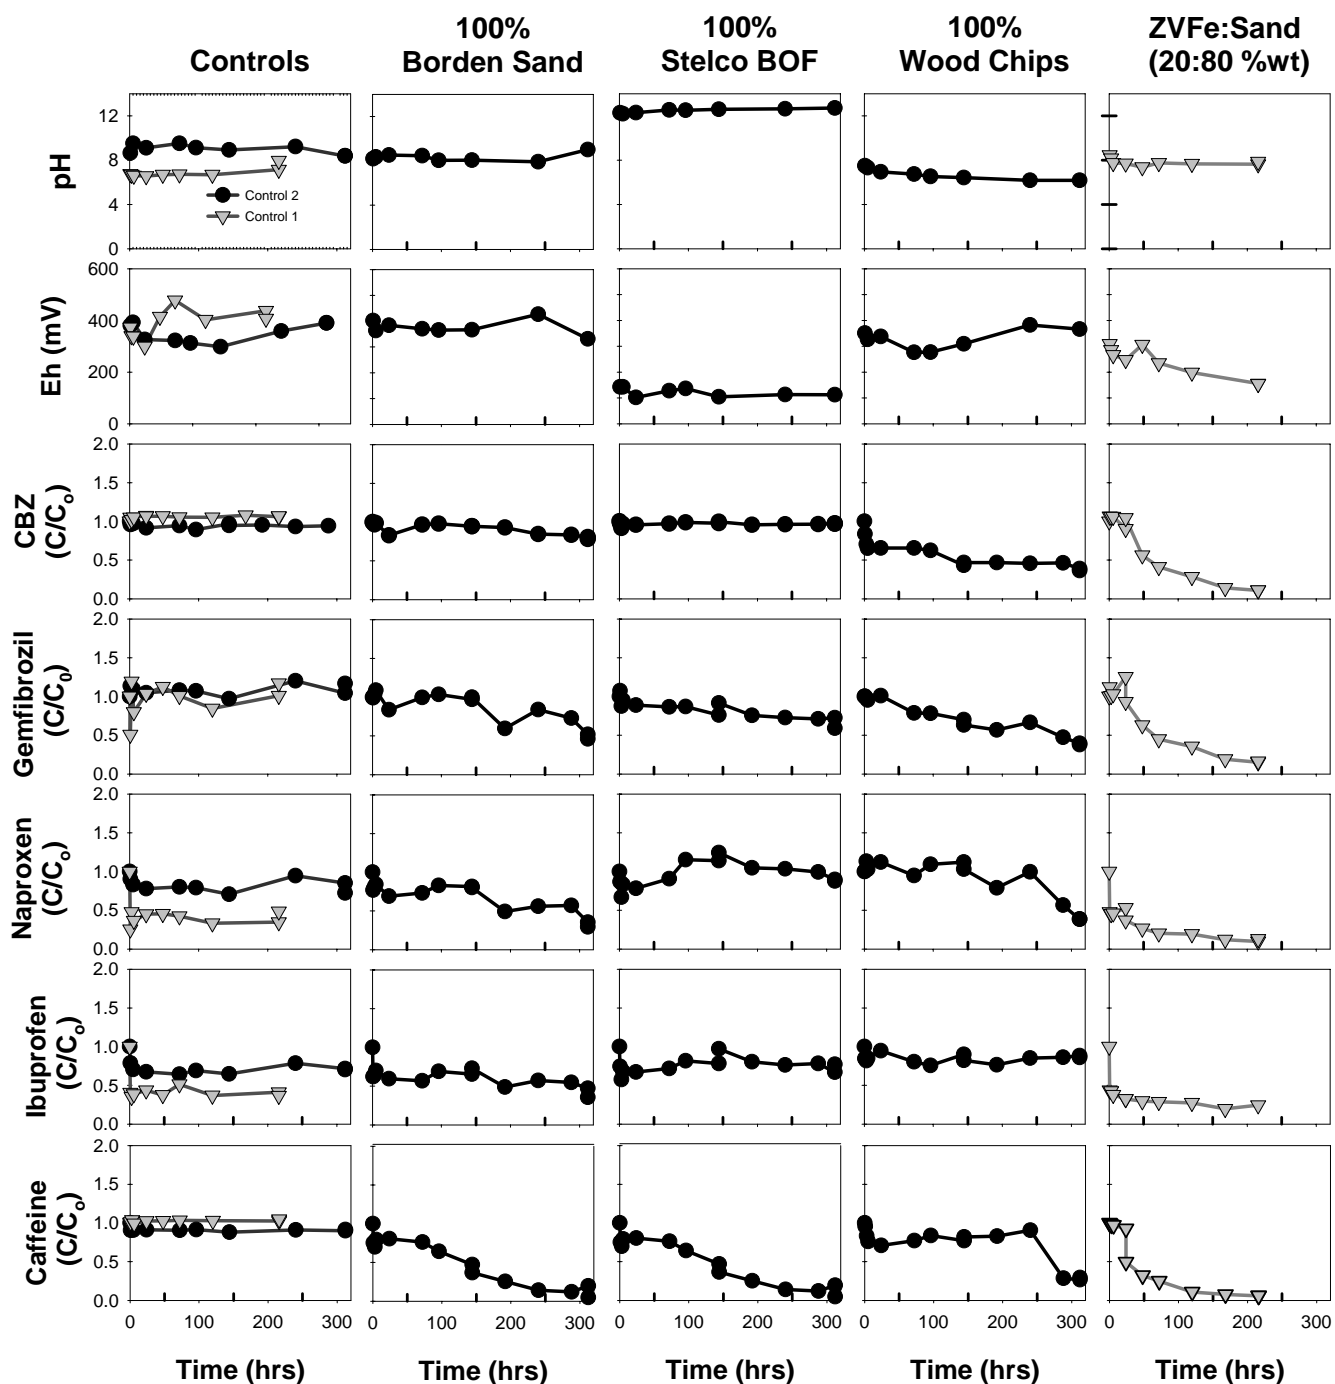 100%
100%
100%
ZVFe:Sand
Controls
Borden Sand
Stelco BOF
Wood Chips
(20:80 %wt)
pH
12
8
4
0
Control 2
Control 1
Eh (mV)
600
400
200
0
CBZ
(C/Co)
2.0
1.5
1.0
0.5
0.0
Gemfibrozil
(C/C0)
2.0
1.5
1.0
0.5
0.0
Naproxen
(C/Co)
2.0
1.5
1.0
0.5
0.0
Ibuprofen
(C/Co)
2.0
1.5
1.0
0.5
0.0
Caffeine
(C/Co)
2.0
1.5
1.0
0.5
0.0
0 100 200 300
0 100 200 300
0 100 200 300
0 100 200 300
0 100 200 300
Time (hrs)
Time (hrs)
Time (hrs)
Time (hrs)
Time (hrs)